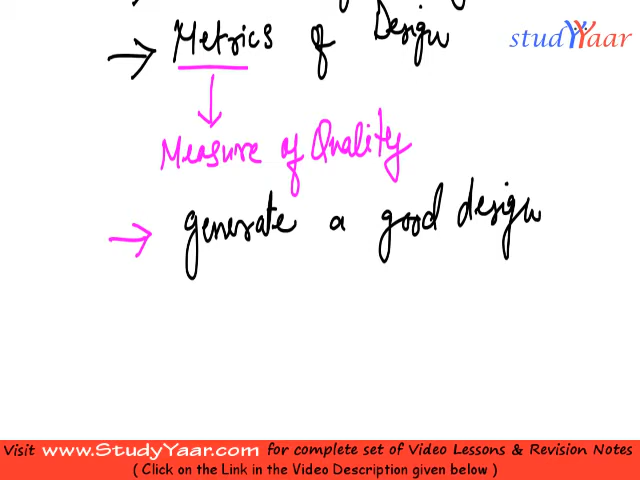 → Metrics of Design
studYYaar
Measure of Quality
→ generate a good design
Visit www.StudyYaar.com for complete set of Video Lessons & Revision Notes
( Click on the Link in the Video Description given below )